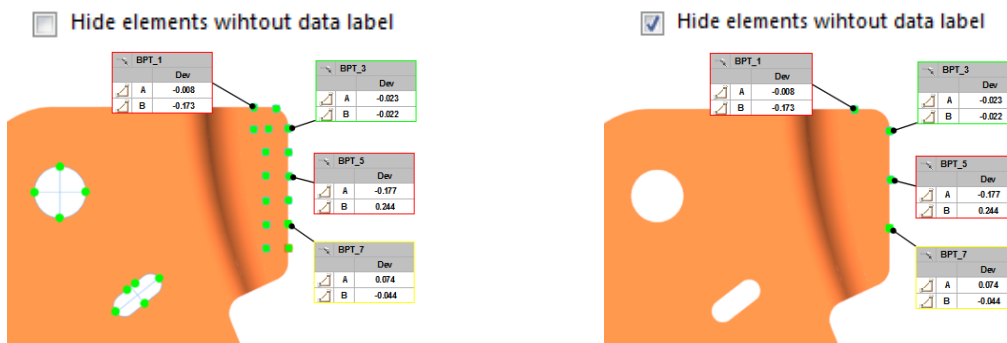 Hide elements wihtout data label
BPT_1
Dev
A -0.008
B -0.173
BPT_3
Dev
A -0.023
B -0.022
BPT_5
Dev
A -0.177
B 0.244
BPT_7
Dev
A 0.074
B -0.044
Hide elements wihtout data label
BPT_1
Dev
A -0.008
B -0.173
BPT_3
Dev
A -0.023
B -0.022
BPT_5
Dev
A -0.177
B 0.244
BPT_7
Dev
A 0.074
B -0.044